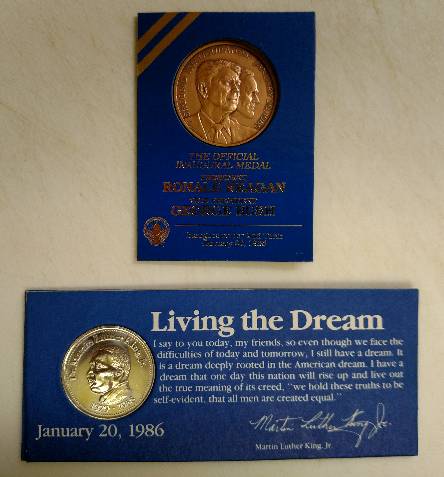 THE OFFICIAL
INAUGURAL MEDAL
PRESIDENT
RONALD REAGAN
VICE PRESIDENT
GEORGE BUSH
Living the Dream
I say to you today, my friends, so even though we face the
difficulties of today and tomorrow, I still have a dream. It
is a dream deeply rooted in the American dream. I have a
dream that one day this nation will rise up and live out
the true meaning of its creed, "we hold these truths to be
self-evident, that all men are created equal."
Martin Luther King, Jr.
January 20, 1986
Martin Luther King, Jr.